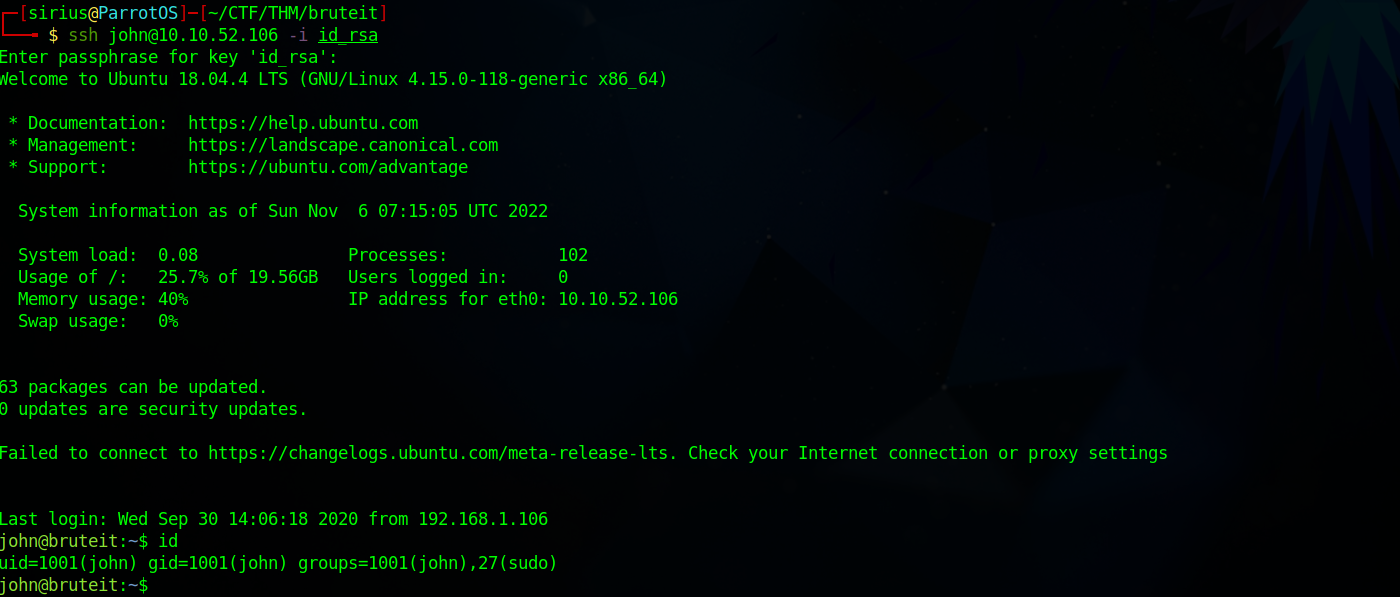 ┌─[sirius@ParrotOS]─[~/CTF/THM/bruteit]
└──╼ $ ssh john@10.10.52.106 -i id_rsa
Enter passphrase for key 'id_rsa':
Welcome to Ubuntu 18.04.4 LTS (GNU/Linux 4.15.0-118-generic x86_64)
* Documentation:  https://help.ubuntu.com
* Management:     https://landscape.canonical.com
* Support:        https://ubuntu.com/advantage
System information as of Sun Nov  6 07:15:05 UTC 2022
System load:  0.08               Processes:           102
Usage of /:   25.7% of 19.56GB   Users logged in:     0
Memory usage: 40%                IP address for eth0: 10.10.52.106
Swap usage:   0%
63 packages can be updated.
0 updates are security updates.
Failed to connect to https://changelogs.ubuntu.com/meta-release-lts. Check your Internet connection or proxy settings
Last login: Wed Sep 30 14:06:18 2020 from 192.168.1.106
john@bruteit:~$ id
uid=1001(john) gid=1001(john) groups=1001(john),27(sudo)
john@bruteit:~$